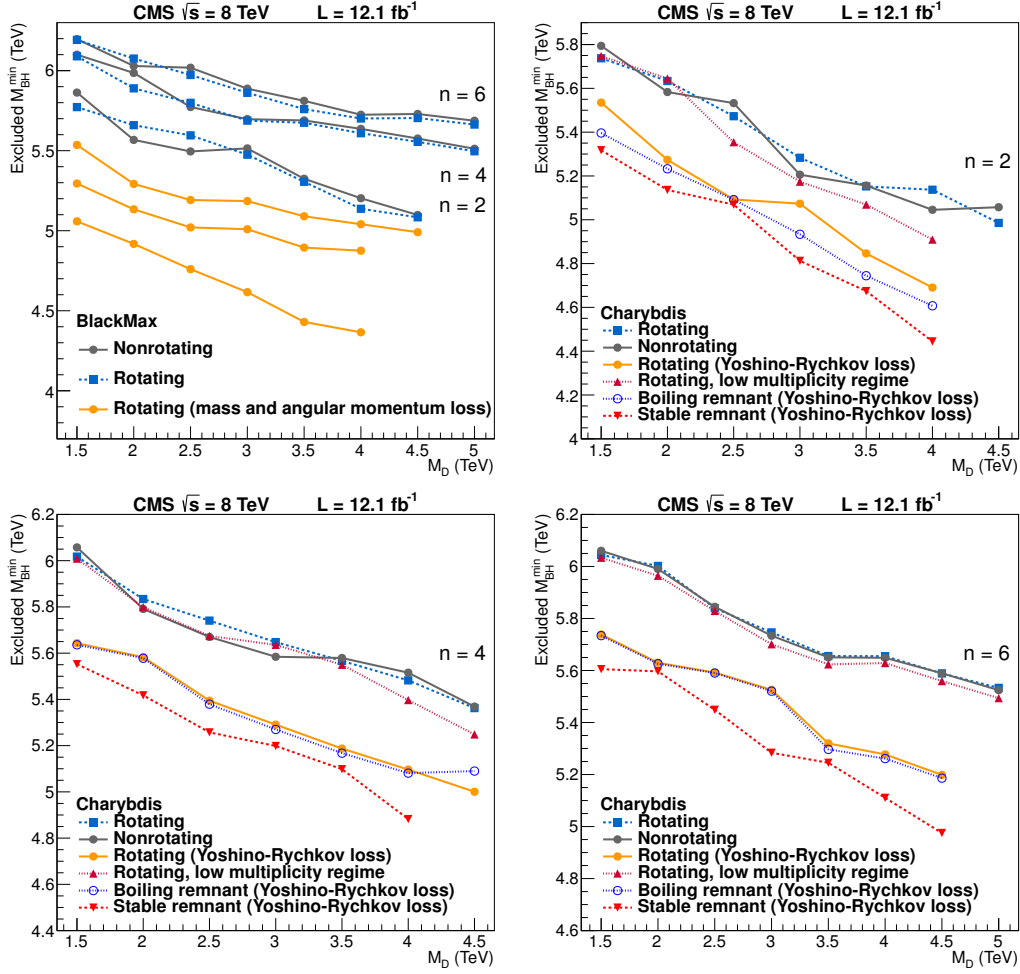 CMS √s = 8 TeV L = 12.1 fb⁻¹
Excluded M_BH^min (TeV)
6
5.5
5
4.5
4
n = 6
n = 4
n = 2
BlackMax
Nonrotating
Rotating
Rotating (mass and angular momentum loss)
1.5 2 2.5 3 3.5 4 4.5 5
M_D (TeV)
CMS √s = 8 TeV L = 12.1 fb⁻¹
Excluded M_BH^min (TeV)
5.8
5.6
5.4
5.2
5
4.8
4.6
4.4
4.2
4
n = 2
Charybdis
Rotating
Nonrotating
Rotating (Yoshino-Rychkov loss)
Rotating, low multiplicity regime
Boiling remnant (Yoshino-Rychkov loss)
Stable remnant (Yoshino-Rychkov loss)
1.5 2 2.5 3 3.5 4 4.5
M_D (TeV)
CMS √s = 8 TeV L = 12.1 fb⁻¹
Excluded M_BH^min (TeV)
6.2
6
5.8
5.6
5.4
5.2
5
4.8
4.6
4.4
n = 4
Charybdis
Rotating
Nonrotating
Rotating (Yoshino-Rychkov loss)
Rotating, low multiplicity regime
Boiling remnant (Yoshino-Rychkov loss)
Stable remnant (Yoshino-Rychkov loss)
1.5 2 2.5 3 3.5 4 4.5
M_D (TeV)
CMS √s = 8 TeV L = 12.1 fb⁻¹
Excluded M_BH^min (TeV)
6.2
6
5.8
5.6
5.4
5.2
5
4.8
4.6
n = 6
Charybdis
Rotating
Nonrotating
Rotating (Yoshino-Rychkov loss)
Rotating, low multiplicity regime
Boiling remnant (Yoshino-Rychkov loss)
Stable remnant (Yoshino-Rychkov loss)
1.5 2 2.5 3 3.5 4 4.5 5
M_D (TeV)